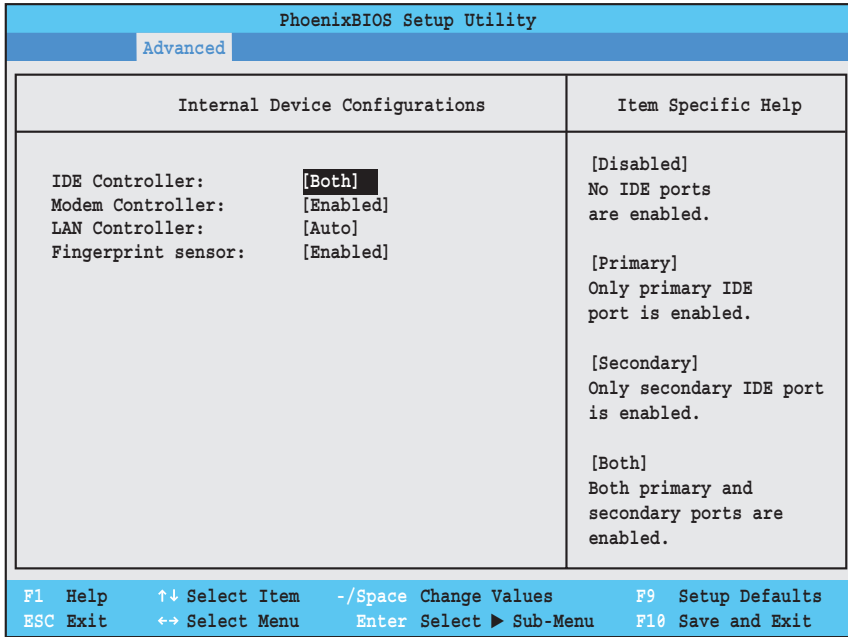 PhoenixBIOS Setup Utility
Advanced
Internal Device Configurations
Item Specific Help
IDE Controller: [Both]
Modem Controller: [Enabled]
LAN Controller: [Auto]
Fingerprint sensor: [Enabled]
[Disabled]
No IDE ports
are enabled.
[Primary]
Only primary IDE
port is enabled.
[Secondary]
Only secondary IDE port
is enabled.
[Both]
Both primary and
secondary ports are
enabled.
F1 Help ↑↓ Select Item -/Space Change Values F9 Setup Defaults
ESC Exit ←→ Select Menu Enter Select ▶ Sub-Menu F10 Save and Exit